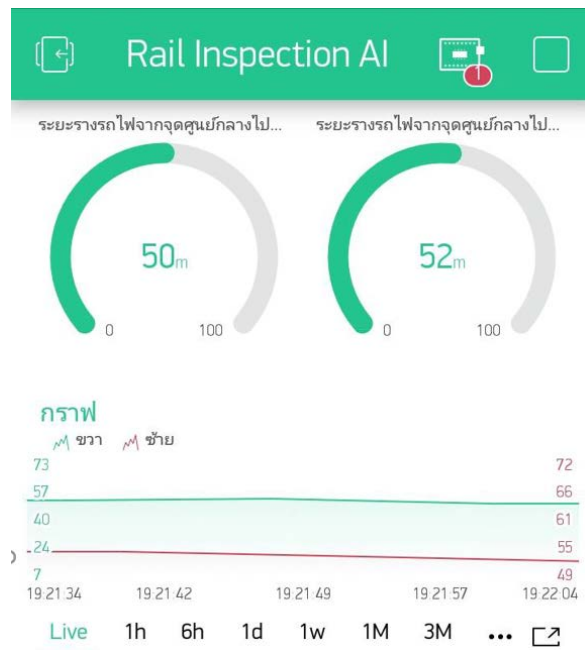 Rail Inspection AI
ระยะรางรถไฟจากจุดศูนย์กลางไป... ระยะรางรถไฟจากจุดศูนย์กลางไป...
50m 52m
0 100 0 100
กราฟ
ขวา ซ้าย
73 72
57 66
40 61
24 55
7 49
19:21:34 19:21:42 19:21:49 19:21:57 19:22:04
Live 1h 6h 1d 1w 1M 3M ...